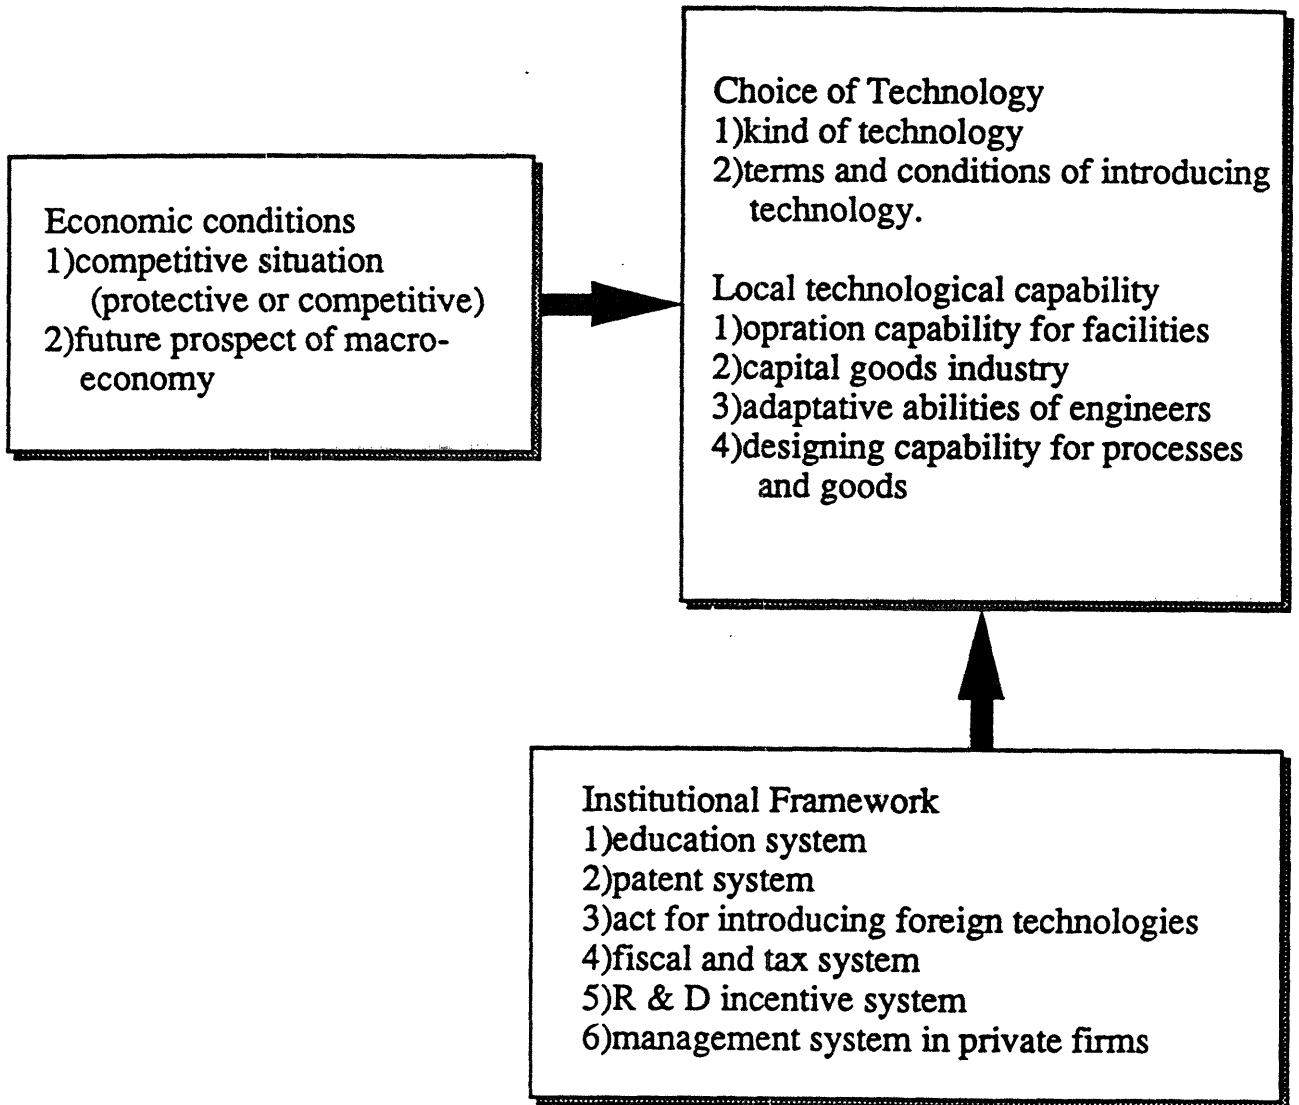 Choice of Technology
1)kind of technology
2)terms and conditions of introducing
technology.
Local technological capability
1)opration capability for facilities
2)capital goods industry
3)adaptative abilities of engineers
4)designing capability for processes
and goods
Economic conditions
1)competitive situation
(protective or competitive)
2)future prospect of macro-
economy
Institutional Framework
1)education system
2)patent system
3)act for introducing foreign technologies
4)fiscal and tax system
5)R & D incentive system
6)management system in private firms